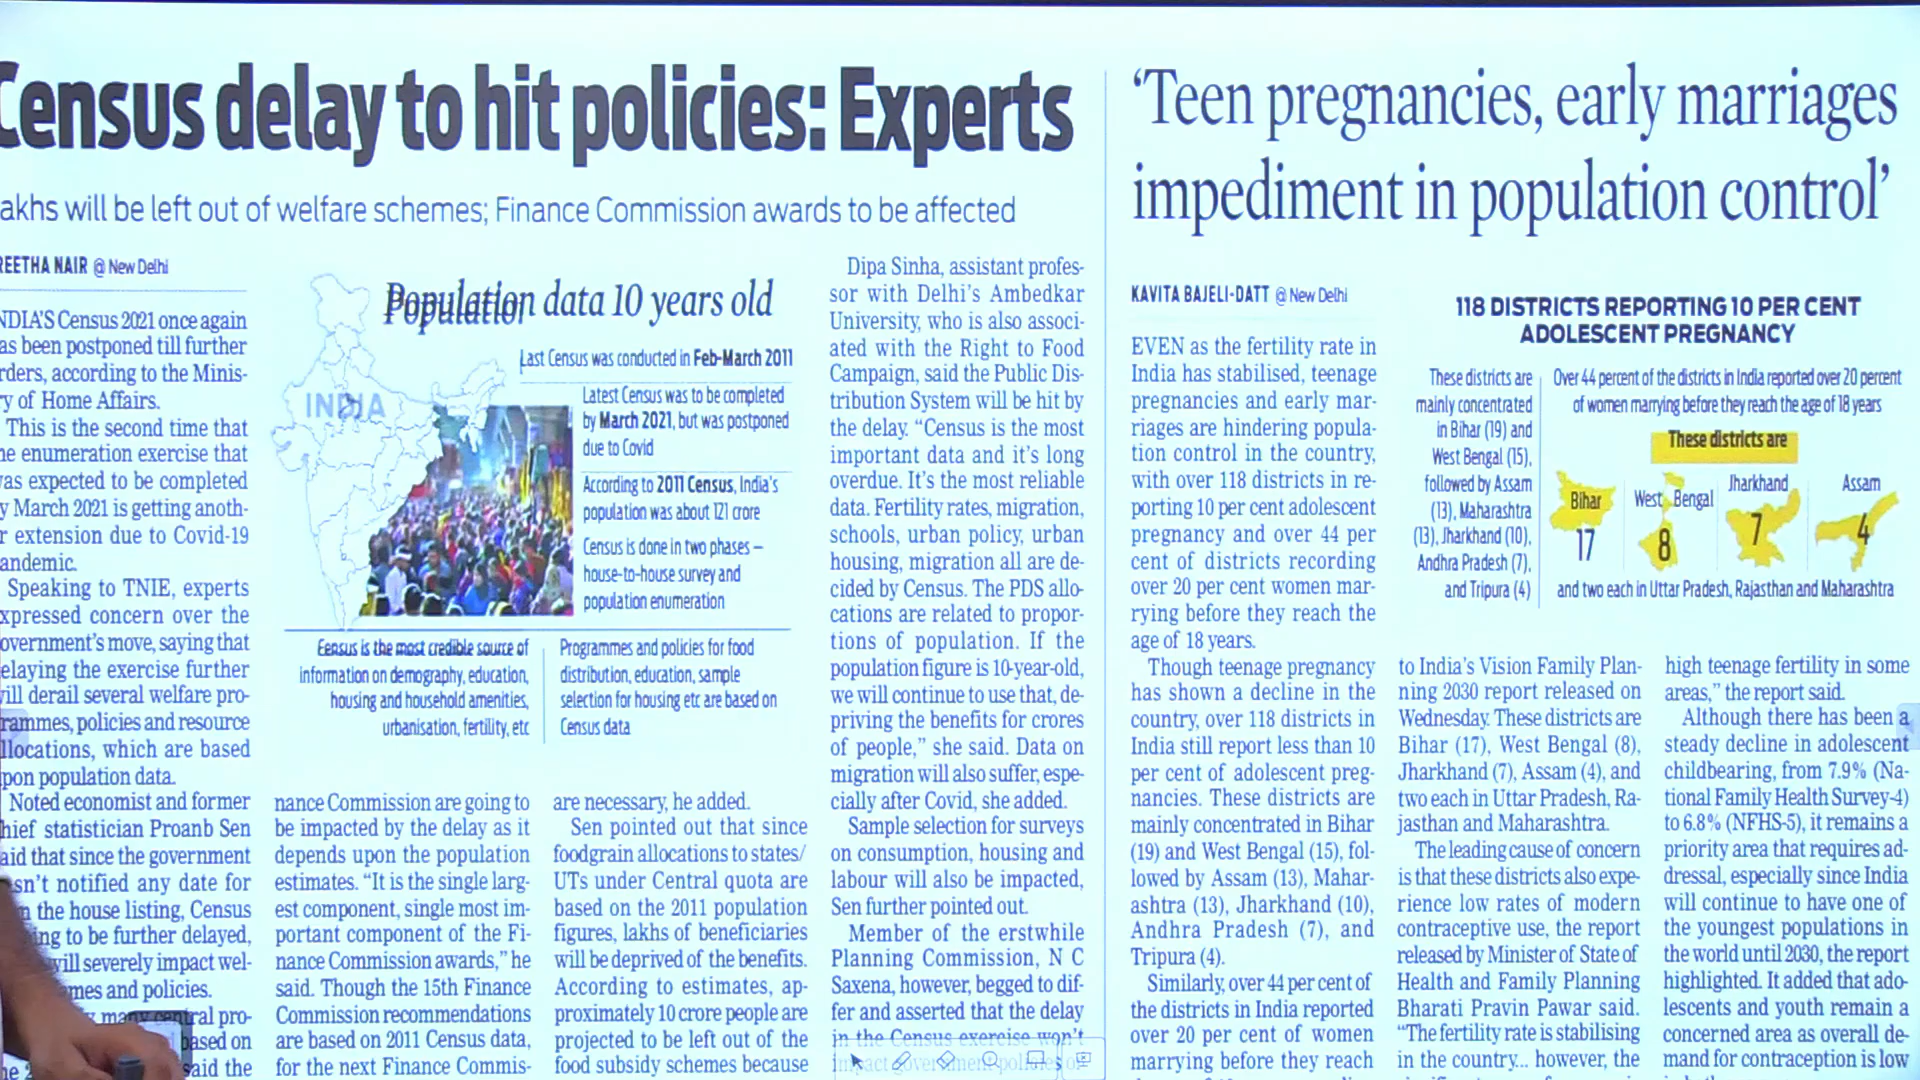 Census delay to hit policies: Experts
akhs will be left out of welfare schemes; Finance Commission awards to be affected
REETHA NAIR @ New Delhi
NDIA'S Census 2021 once again
as been postponed till further
rders, according to the Minis-
y of Home Affairs.
This is the second time that
he enumeration exercise that
as expected to be completed
y March 2021 is getting anoth-
r extension due to Covid-19
andemic.
Speaking to TNIE, experts
xpressed concern over the
overnment's move, saying that
elaying the exercise further
ill derail several welfare pro-
rammes, policies and resource
llocations, which are based
pon population data.
Noted economist and former
hief statistician Proanb Sen
aid that since the government
sn't notified any date for
the house listing, Census
ing to be further delayed,
will severely impact wel-
mes and policies.
many central pro-
based on
said the
Population data 10 years old
INDIA
Last Census was conducted in Feb-March 2011
Latest Census was to be completed
by March 2021, but was postponed
due to Covid
According to 2011 Census, India's
population was about 121 crore
Census is done in two phases –
house-to-house survey and
population enumeration
Census is the most credible source of
information on demography, education,
housing and household amenities,
urbanisation, fertility, etc
Programmes and policies for food
distribution, education, sample
selection for housing etc are based on
Census data
nance Commission are going to
be impacted by the delay as it
depends upon the population
estimates. “It is the single larg-
est component, single most im-
portant component of the Fi-
nance Commission awards,” he
said. Though the 15th Finance
Commission recommendations
are based on 2011 Census data,
for the next Finance Commis-
are necessary, he added.
Sen pointed out that since
foodgrain allocations to states/
UTs under Central quota are
based on the 2011 population
figures, lakhs of beneficiaries
will be deprived of the benefits.
According to estimates, ap-
proximately 10 crore people are
projected to be left out of the
food subsidy schemes because
Dipa Sinha, assistant profes-
sor with Delhi's Ambedkar
University, who is also associ-
ated with the Right to Food
Campaign, said the Public Dis-
tribution System will be hit by
the delay. “Census is the most
important data and it's long
overdue. It's the most reliable
data. Fertility rates, migration,
schools, urban policy, urban
housing, migration all are de-
cided by Census. The PDS allo-
cations are related to propor-
tions of population. If the
population figure is 10-year-old,
we will continue to use that, de-
priving the benefits for crores
of people,” she said. Data on
migration will also suffer, espe-
cially after Covid, she added.
Sample selection for surveys
on consumption, housing and
labour will also be impacted,
Sen further pointed out.
Member of the erstwhile
Planning Commission, N C
Saxena, however, begged to dif-
fer and asserted that the delay
in the Census exercise won't
impact government policies or
‘Teen pregnancies, early marriages
impediment in population control’
KAVITA BAJELI-DATT @ New Delhi
EVEN as the fertility rate in
India has stabilised, teenage
pregnancies and early mar-
riages are hindering popula-
tion control in the country,
with over 118 districts in re-
porting 10 per cent adolescent
pregnancy and over 44 per
cent of districts recording
over 20 per cent women mar-
rying before they reach the
age of 18 years.
Though teenage pregnancy
has shown a decline in the
country, over 118 districts in
India still report less than 10
per cent of adolescent preg-
nancies. These districts are
mainly concentrated in Bihar
(19) and West Bengal (15), fol-
lowed by Assam (13), Mahar-
ashtra (13), Jharkhand (10),
Andhra Pradesh (7), and
Tripura (4).
Similarly, over 44 per cent of
the districts in India reported
over 20 per cent of women
marrying before they reach
118 DISTRICTS REPORTING 10 PER CENT
ADOLESCENT PREGNANCY
These districts are
mainly concentrated
in Bihar (19) and
West Bengal (15),
followed by Assam
(13), Maharashtra
(13), Jharkhand (10),
Andhra Pradesh (7),
and Tripura (4)
Over 44 percent of the districts in India reported over 20 percent
of women marrying before they reach the age of 18 years
These districts are
Bihar
17
West Bengal
8
Jharkhand
7
Assam
4
and two each in Uttar Pradesh, Rajasthan and Maharashtra
to India's Vision Family Plan-
ning 2030 report released on
Wednesday. These districts are
Bihar (17), West Bengal (8),
Jharkhand (7), Assam (4), and
two each in Uttar Pradesh, Ra-
jasthan and Maharashtra.
The leading cause of concern
is that these districts also expe-
rience low rates of modern
contraceptive use, the report
released by Minister of State of
Health and Family Planning
Bharati Pravin Pawar said.
“The fertility rate is stabilising
in the country... however, the
high teenage fertility in some
areas,” the report said.
Although there has been a
steady decline in adolescent
childbearing, from 7.9% (Na-
tional Family Health Survey-4)
to 6.8% (NFHS-5), it remains a
priority area that requires ad-
dressal, especially since India
will continue to have one of
the youngest populations in
the world until 2030, the report
highlighted. It added that ado-
lescents and youth remain a
concerned area as overall de-
mand for contraception is low